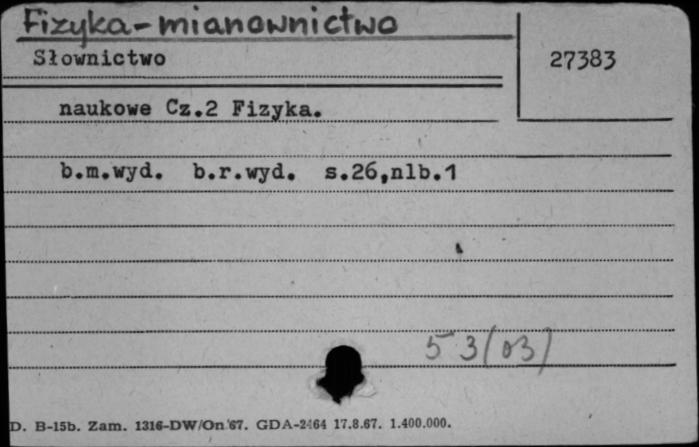 Fizyka-mianownictwo
Słownictwo
27383
naukowe Cz.2 Fizyka.
b.m.wyd. b.r.wyd. s.26,nlb.1
53(03)
D. B-15b. Zam. 1316-DW/On.67. GDA-2464 17.8.67. 1.400.000.